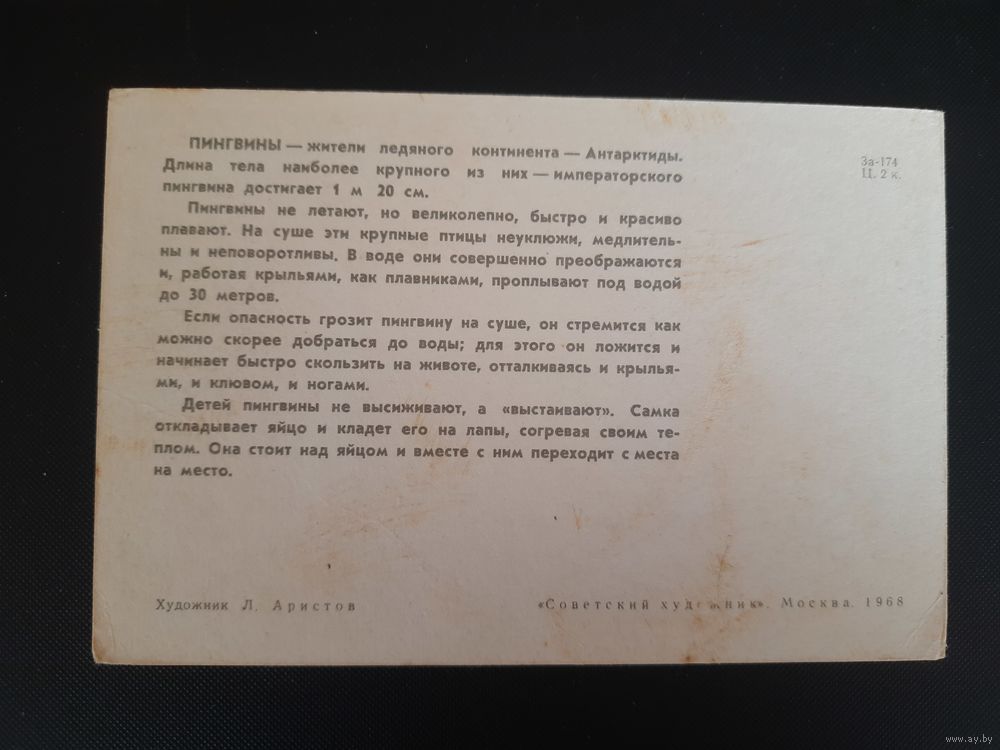 ПИНГВИНЫ — жители ледяного континента — Антарктиды.
Длина тела наиболее крупного из них — императорского
пингвина достигает 1 м 20 см.
Пингвины не летают, но великолепно, быстро и красиво
плавают. На суше эти крупные птицы неуклюжи, медлитель-
ны и неповоротливы. В воде они совершенно преображаются
и, работая крыльями, как плавниками, проплывают под водой
до 30 метров.
Если опасность грозит пингвину на суше, он стремится как
можно скорее добраться до воды; для этого он ложится и
начинает быстро скользить на животе, отталкиваясь и крылья-
ми, и клювом, и ногами.
Детей пингвины не высиживают, а «выстаивают». Самка
откладывает яйцо и кладет его на лапы, согревая своим те-
плом. Она стоит над яйцом и вместе с ним переходит с места
на место.
За-174
Ц. 2 к.
Художник Л. Аристов
«Советский художник». Москва. 1968
www.ay.by